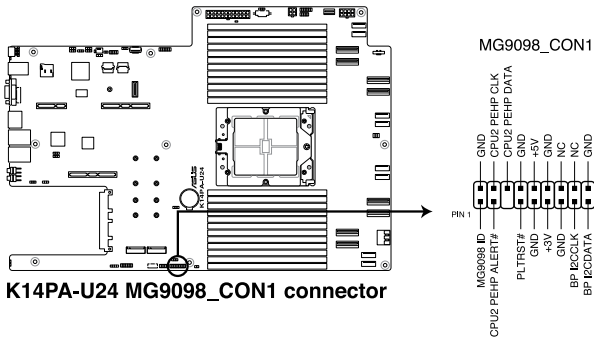 MG9098_CON1
GND
CPU2 PEHP CLK
CPU2 PEHP DATA
GND
+5V
GND
NC
NC
GND
PIN 1
MG9098 ID
CPU2 PEHP ALERT#
PLTRST#
GND
+3V
GND
BP I2CCLK
BP I2CDATA
/ISUS
K14PA-U24
K14PA-U24 MG9098_CON1 connector